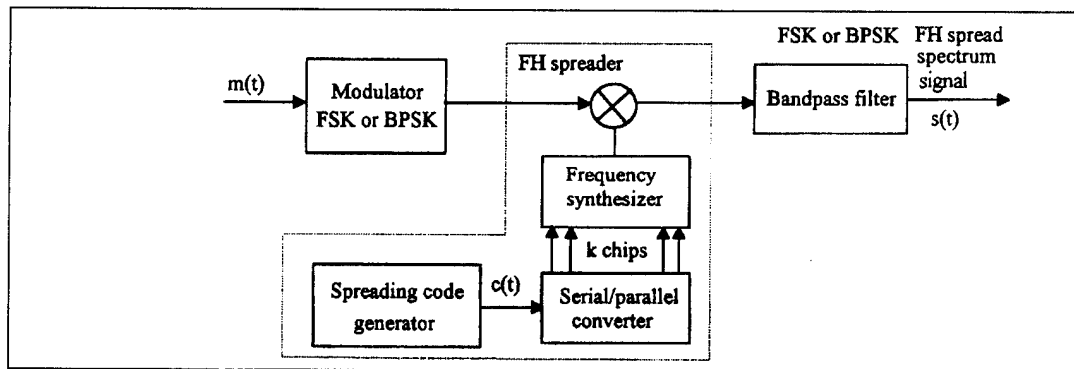 FSK or BPSK
FH spread
spectrum
signal
FH spreader
m(t)
Modulator
FSK or BPSK
Bandpass filter
s(t)
Frequency
synthesizer
k chips
Spreading code
generator
c(t)
Serial/parallel
converter